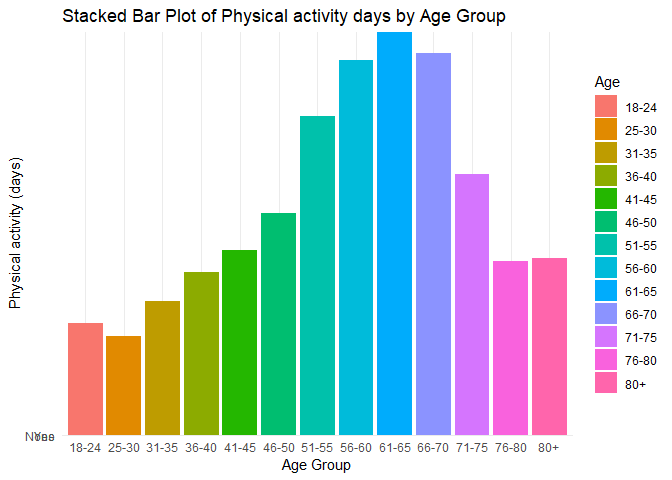 Stacked Bar Plot of Physical activity days by Age Group
Physical activity (days)
18-24 25-30 31-35 36-40 41-45 46-50 51-55 56-60 61-65 66-70 71-75 76-80 80+
Age Group
Age
18-24
25-30
31-35
36-40
41-45
46-50
51-55
56-60
61-65
66-70
71-75
76-80
80+